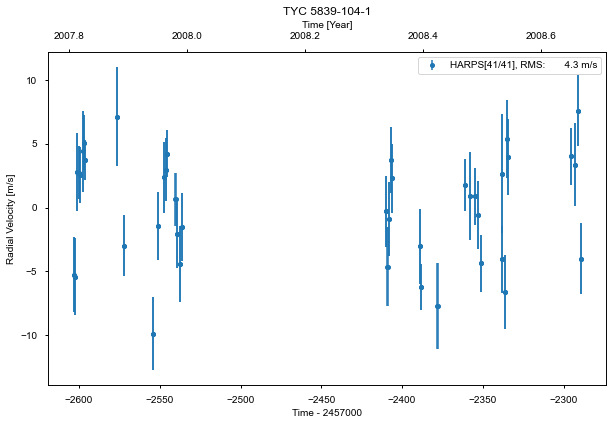 TYC 5839-104-1
Time [Year]
2007.8 2008.0 2008.2 2008.4 2008.6
HARPS[41/41], RMS: 4.3 m/s
10
5
0
−5
−10
Radial Velocity [m/s]
−2600 −2550 −2500 −2450 −2400 −2350 −2300
Time - 2457000